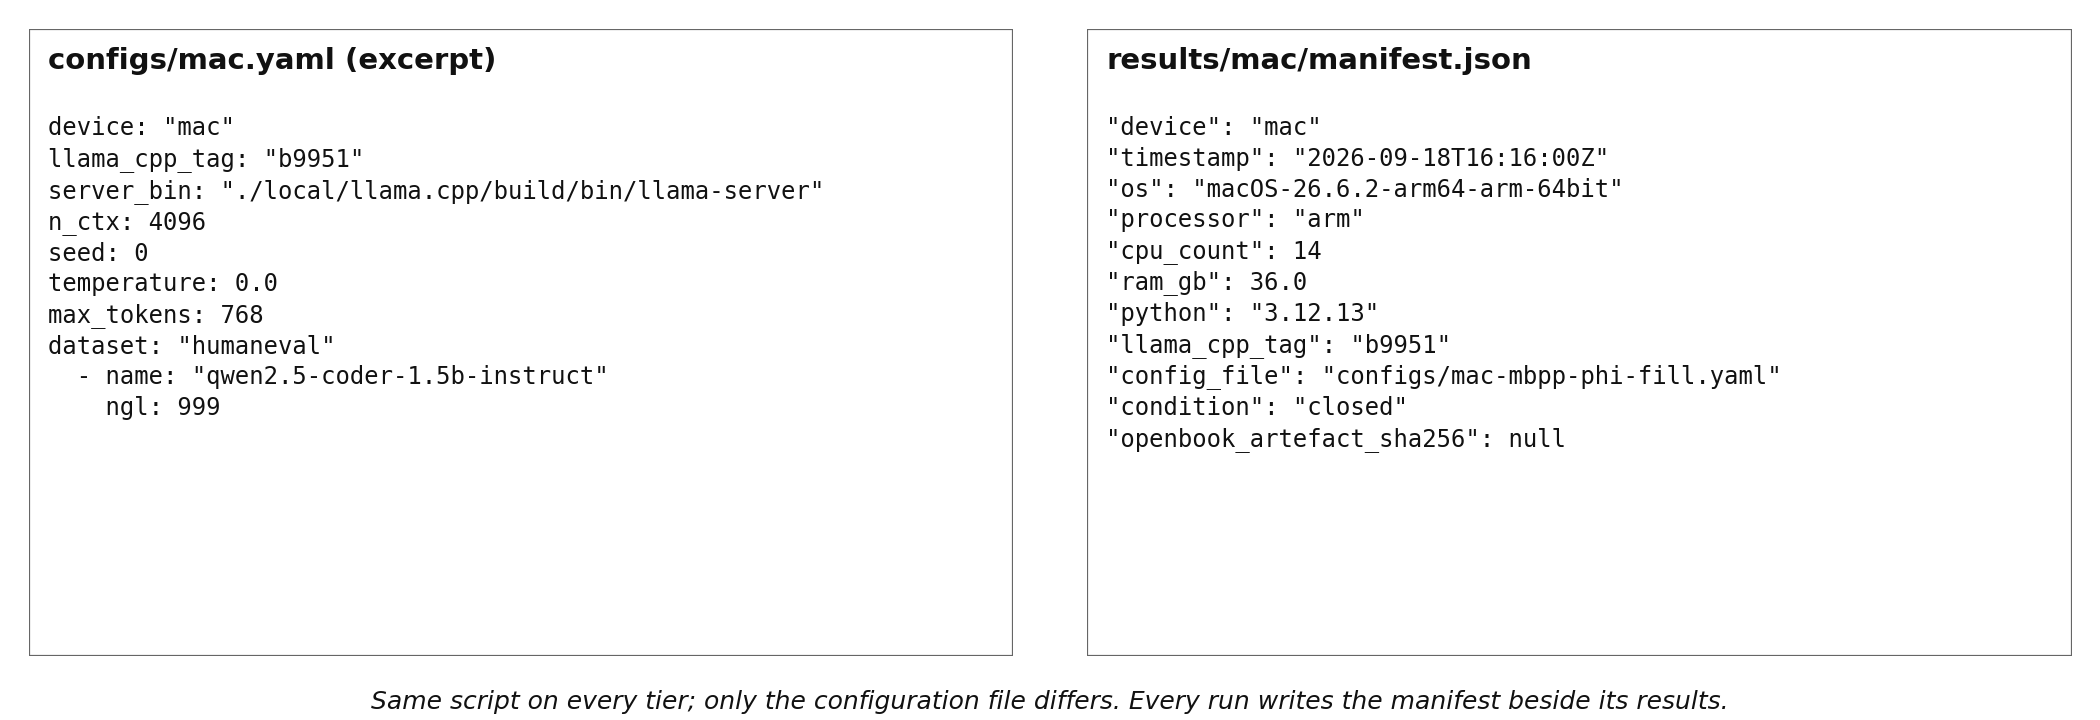 configs/mac.yaml (excerpt)
device: "mac"
llama_cpp_tag: "b9951"
server_bin: "./local/llama.cpp/build/bin/llama-server"
n_ctx: 4096
seed: 0
temperature: 0.0
max_tokens: 768
dataset: "humaneval"
  - name: "qwen2.5-coder-1.5b-instruct"
    ngl: 999
results/mac/manifest.json
"device": "mac"
"timestamp": "2026-09-18T16:16:00Z"
"os": "macOS-26.6.2-arm64-arm-64bit"
"processor": "arm"
"cpu_count": 14
"ram_gb": 36.0
"python": "3.12.13"
"llama_cpp_tag": "b9951"
"config_file": "configs/mac-mbpp-phi-fill.yaml"
"condition": "closed"
"openbook_artefact_sha256": null
Same script on every tier; only the configuration file differs. Every run writes the manifest beside its results.